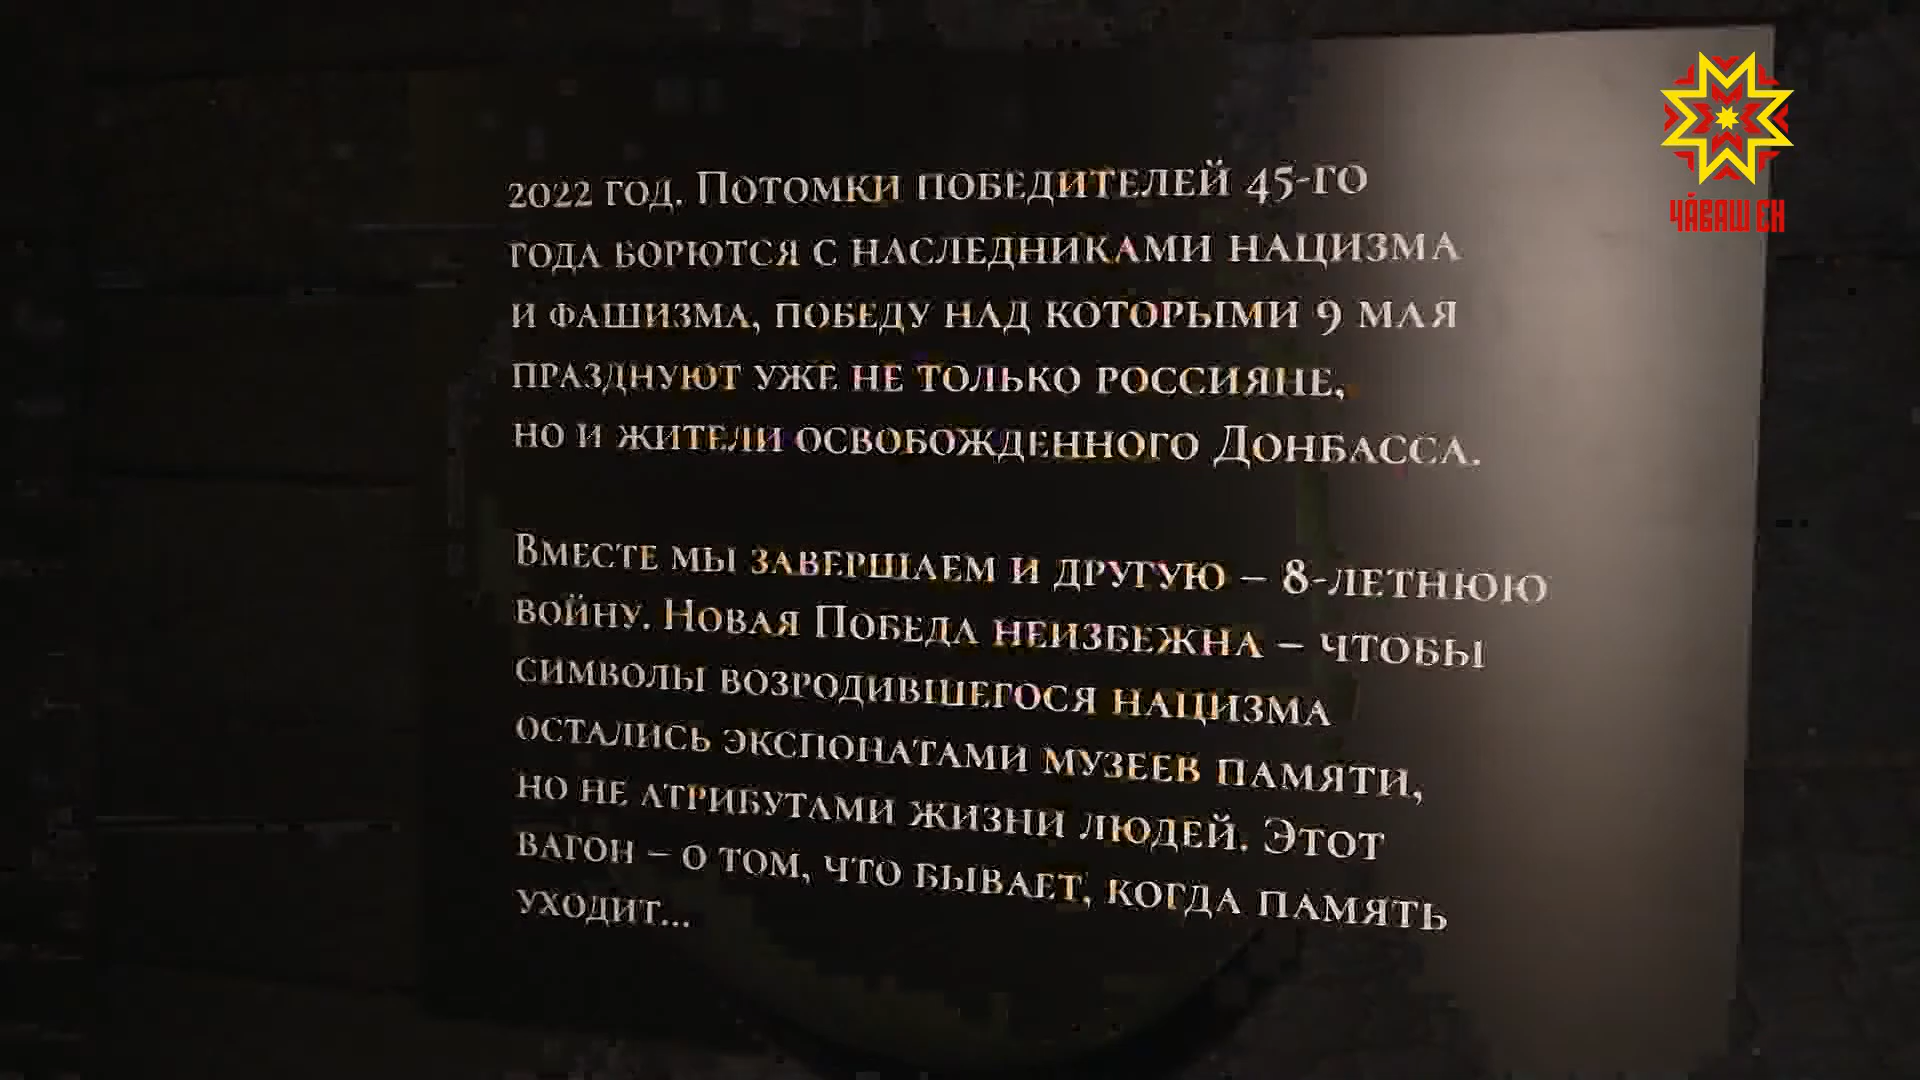 2022 год. Потомки победителей 45-го
года борются с наследниками нацизма
и фашизма, победу над которыми 9 мая
празднуют уже не только россияне,
но и жители освобожденного Донбасса.
Вместе мы завершаем и другую – 8-летнюю
войну. Новая Победа неизбежна – чтобы
символы возродившегося нацизма
остались экспонатами музеев памяти,
но не атрибутами жизни людей. Этот
вагон – о том, что бывает, когда память
уходит...
ЧӐВАШ ЕН